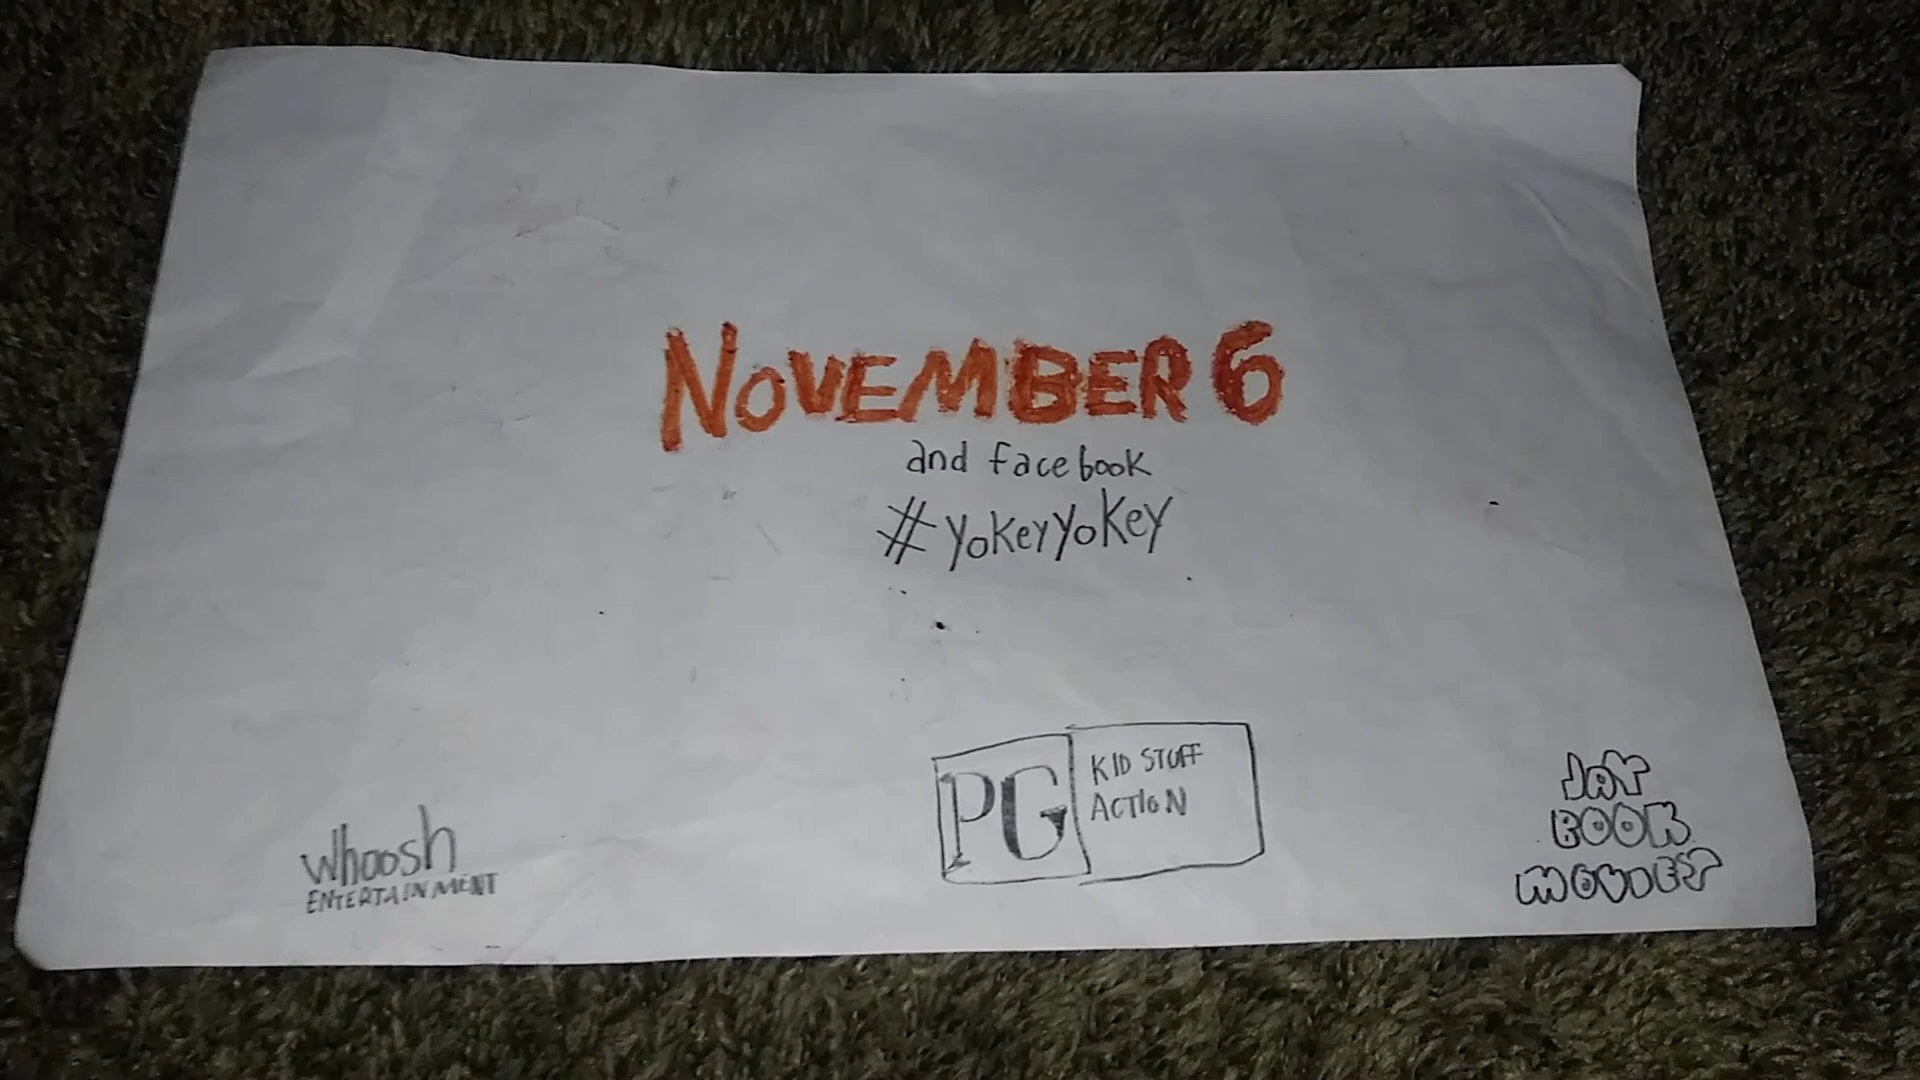 NOVEMBER 6
and facebook
#YoKeyYoKey
Whoosh
ENTERTAINMENT
PG
KID STUFF
ACTION
JAY
BOOK
MOVIES